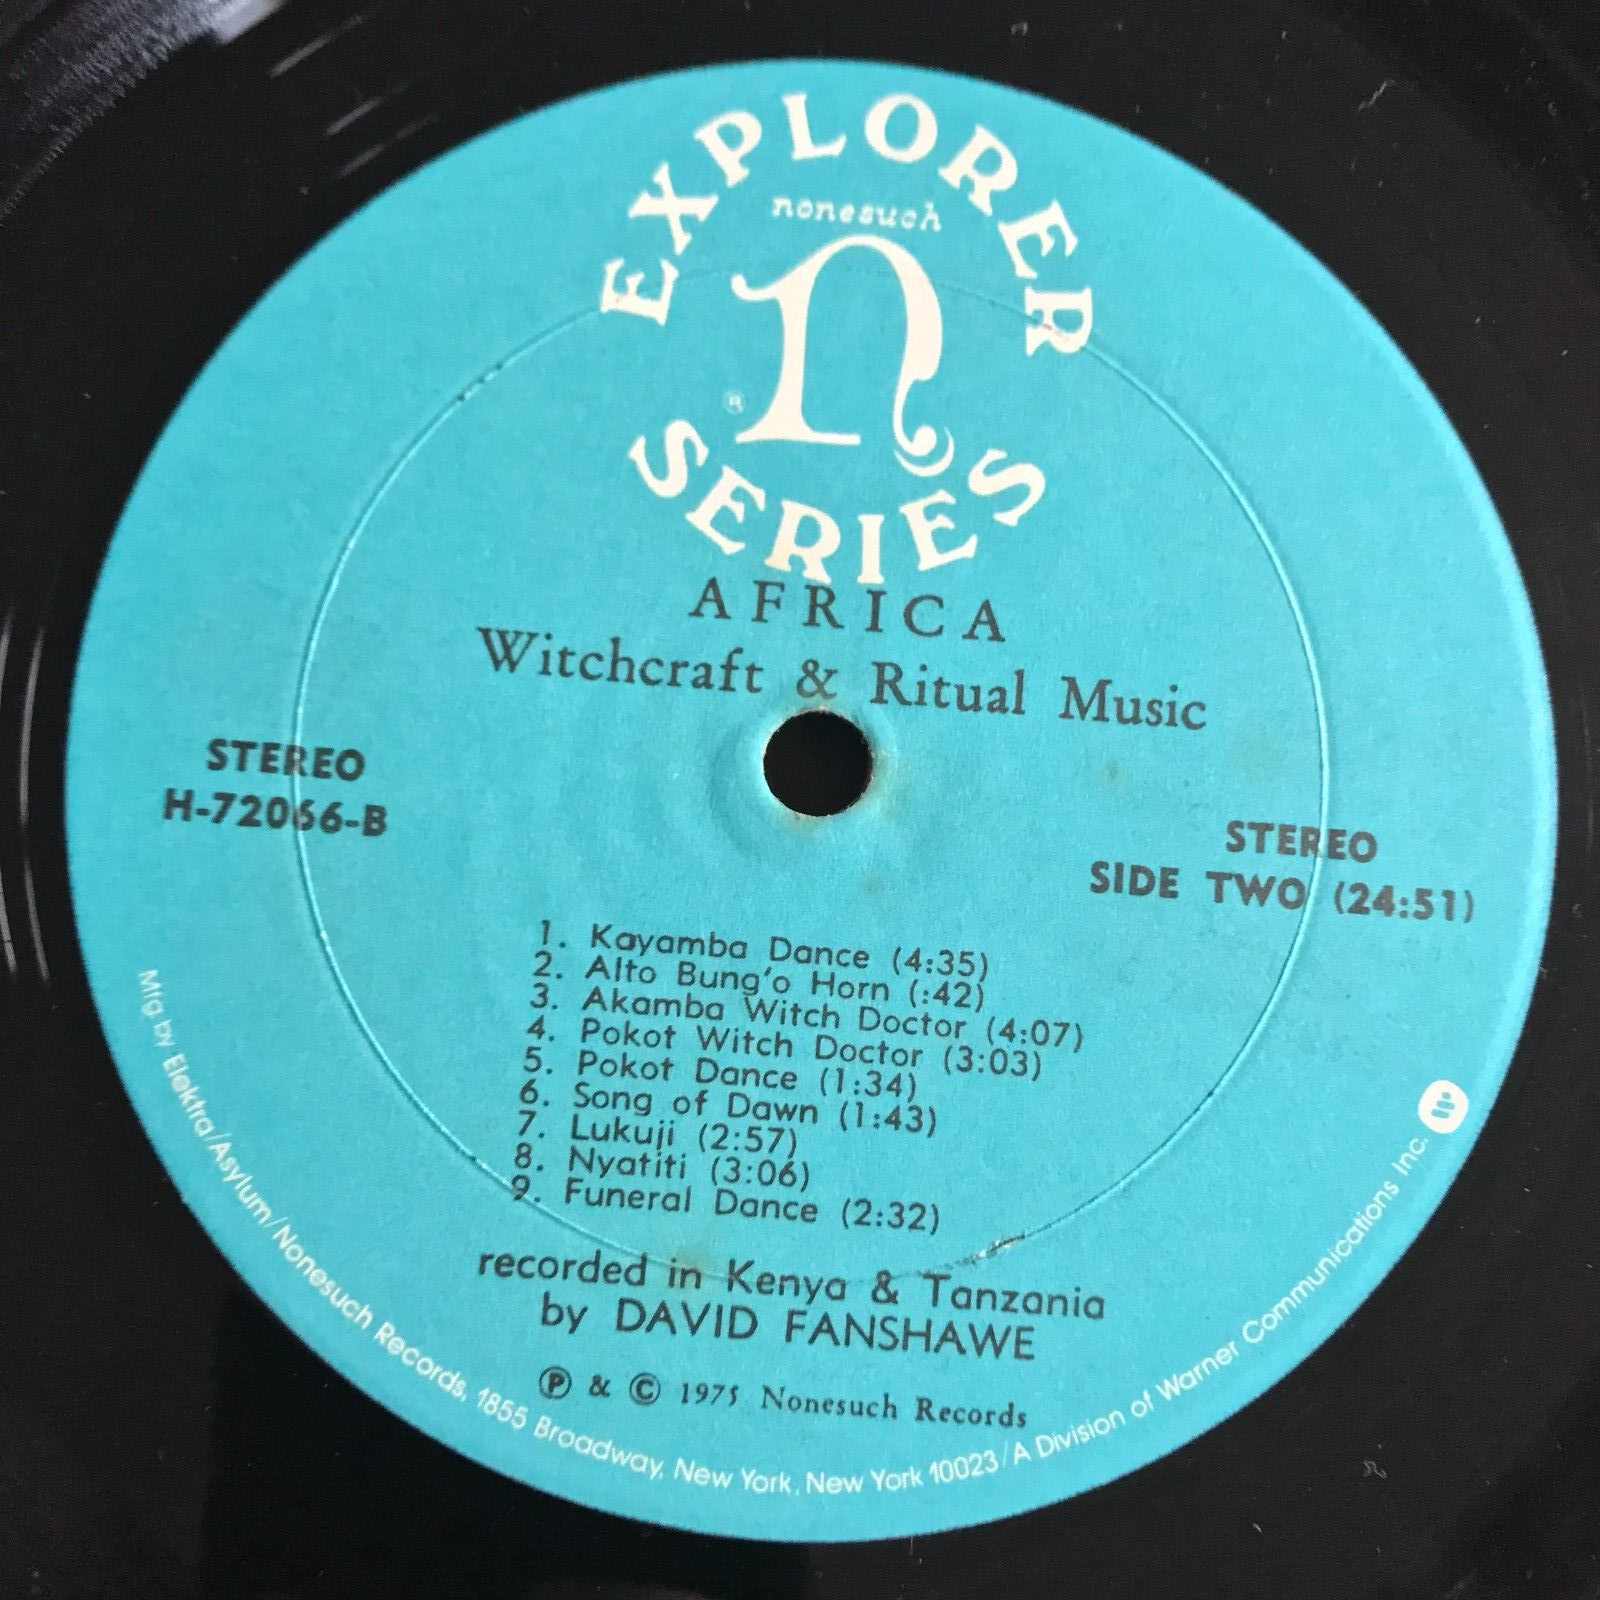 EXPLORER
nonesuch
n
®
SERIES
AFRICA
Witchcraft & Ritual Music
STEREO
H-72066-B
STEREO
SIDE TWO (24:51)
1. Kayamba Dance (4:35)
2. Alto Bung'o Horn (:42)
3. Akamba Witch Doctor (4:07)
4. Pokot Witch Doctor (3:03)
5. Pokot Dance (1:34)
6. Song of Dawn (1:43)
7. Lukuji (2:57)
8. Nyatiti (3:06)
9. Funeral Dance (2:32)
recorded in Kenya & Tanzania
by DAVID FANSHAWE
℗ & © 1975 Nonesuch Records
Mfg by Elektra/Asylum/Nonesuch Records, 1855 Broadway, New York, New York 10023/A Division of Warner Communications Inc.